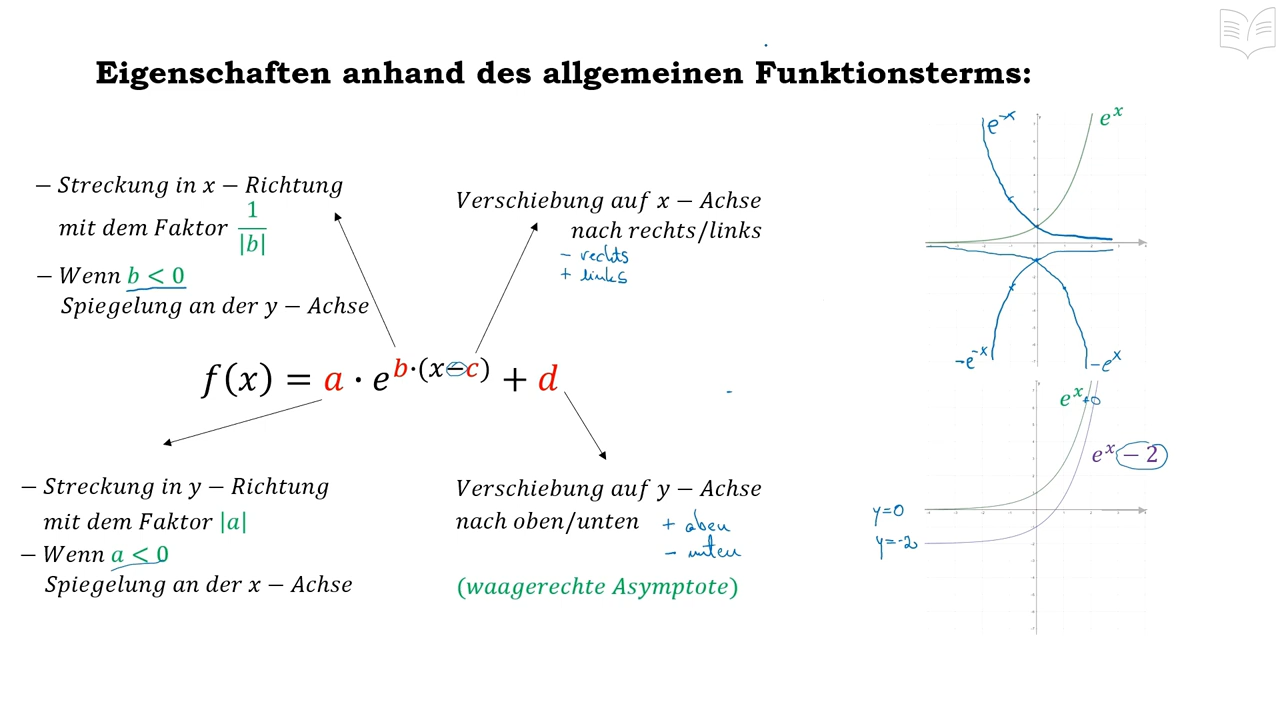 Eigenschaften anhand des allgemeinen Funktionsterms:
– Streckung in x – Richtung
mit dem Faktor 1/|b|
– Wenn b < 0
Spiegelung an der y – Achse
Verschiebung auf x – Achse
nach rechts/links
– rechts
+ links
f(x) = a · e^{b·(x–c)} + d
– Streckung in y – Richtung
mit dem Faktor |a|
– Wenn a < 0
Spiegelung an der x – Achse
Verschiebung auf y – Achse
nach oben/unten
+ oben
– unten
(waagerechte Asymptote)
e^-x
e^x
-e^-x
-e^x
e^x +0
e^x – 2
y=0
y=-2